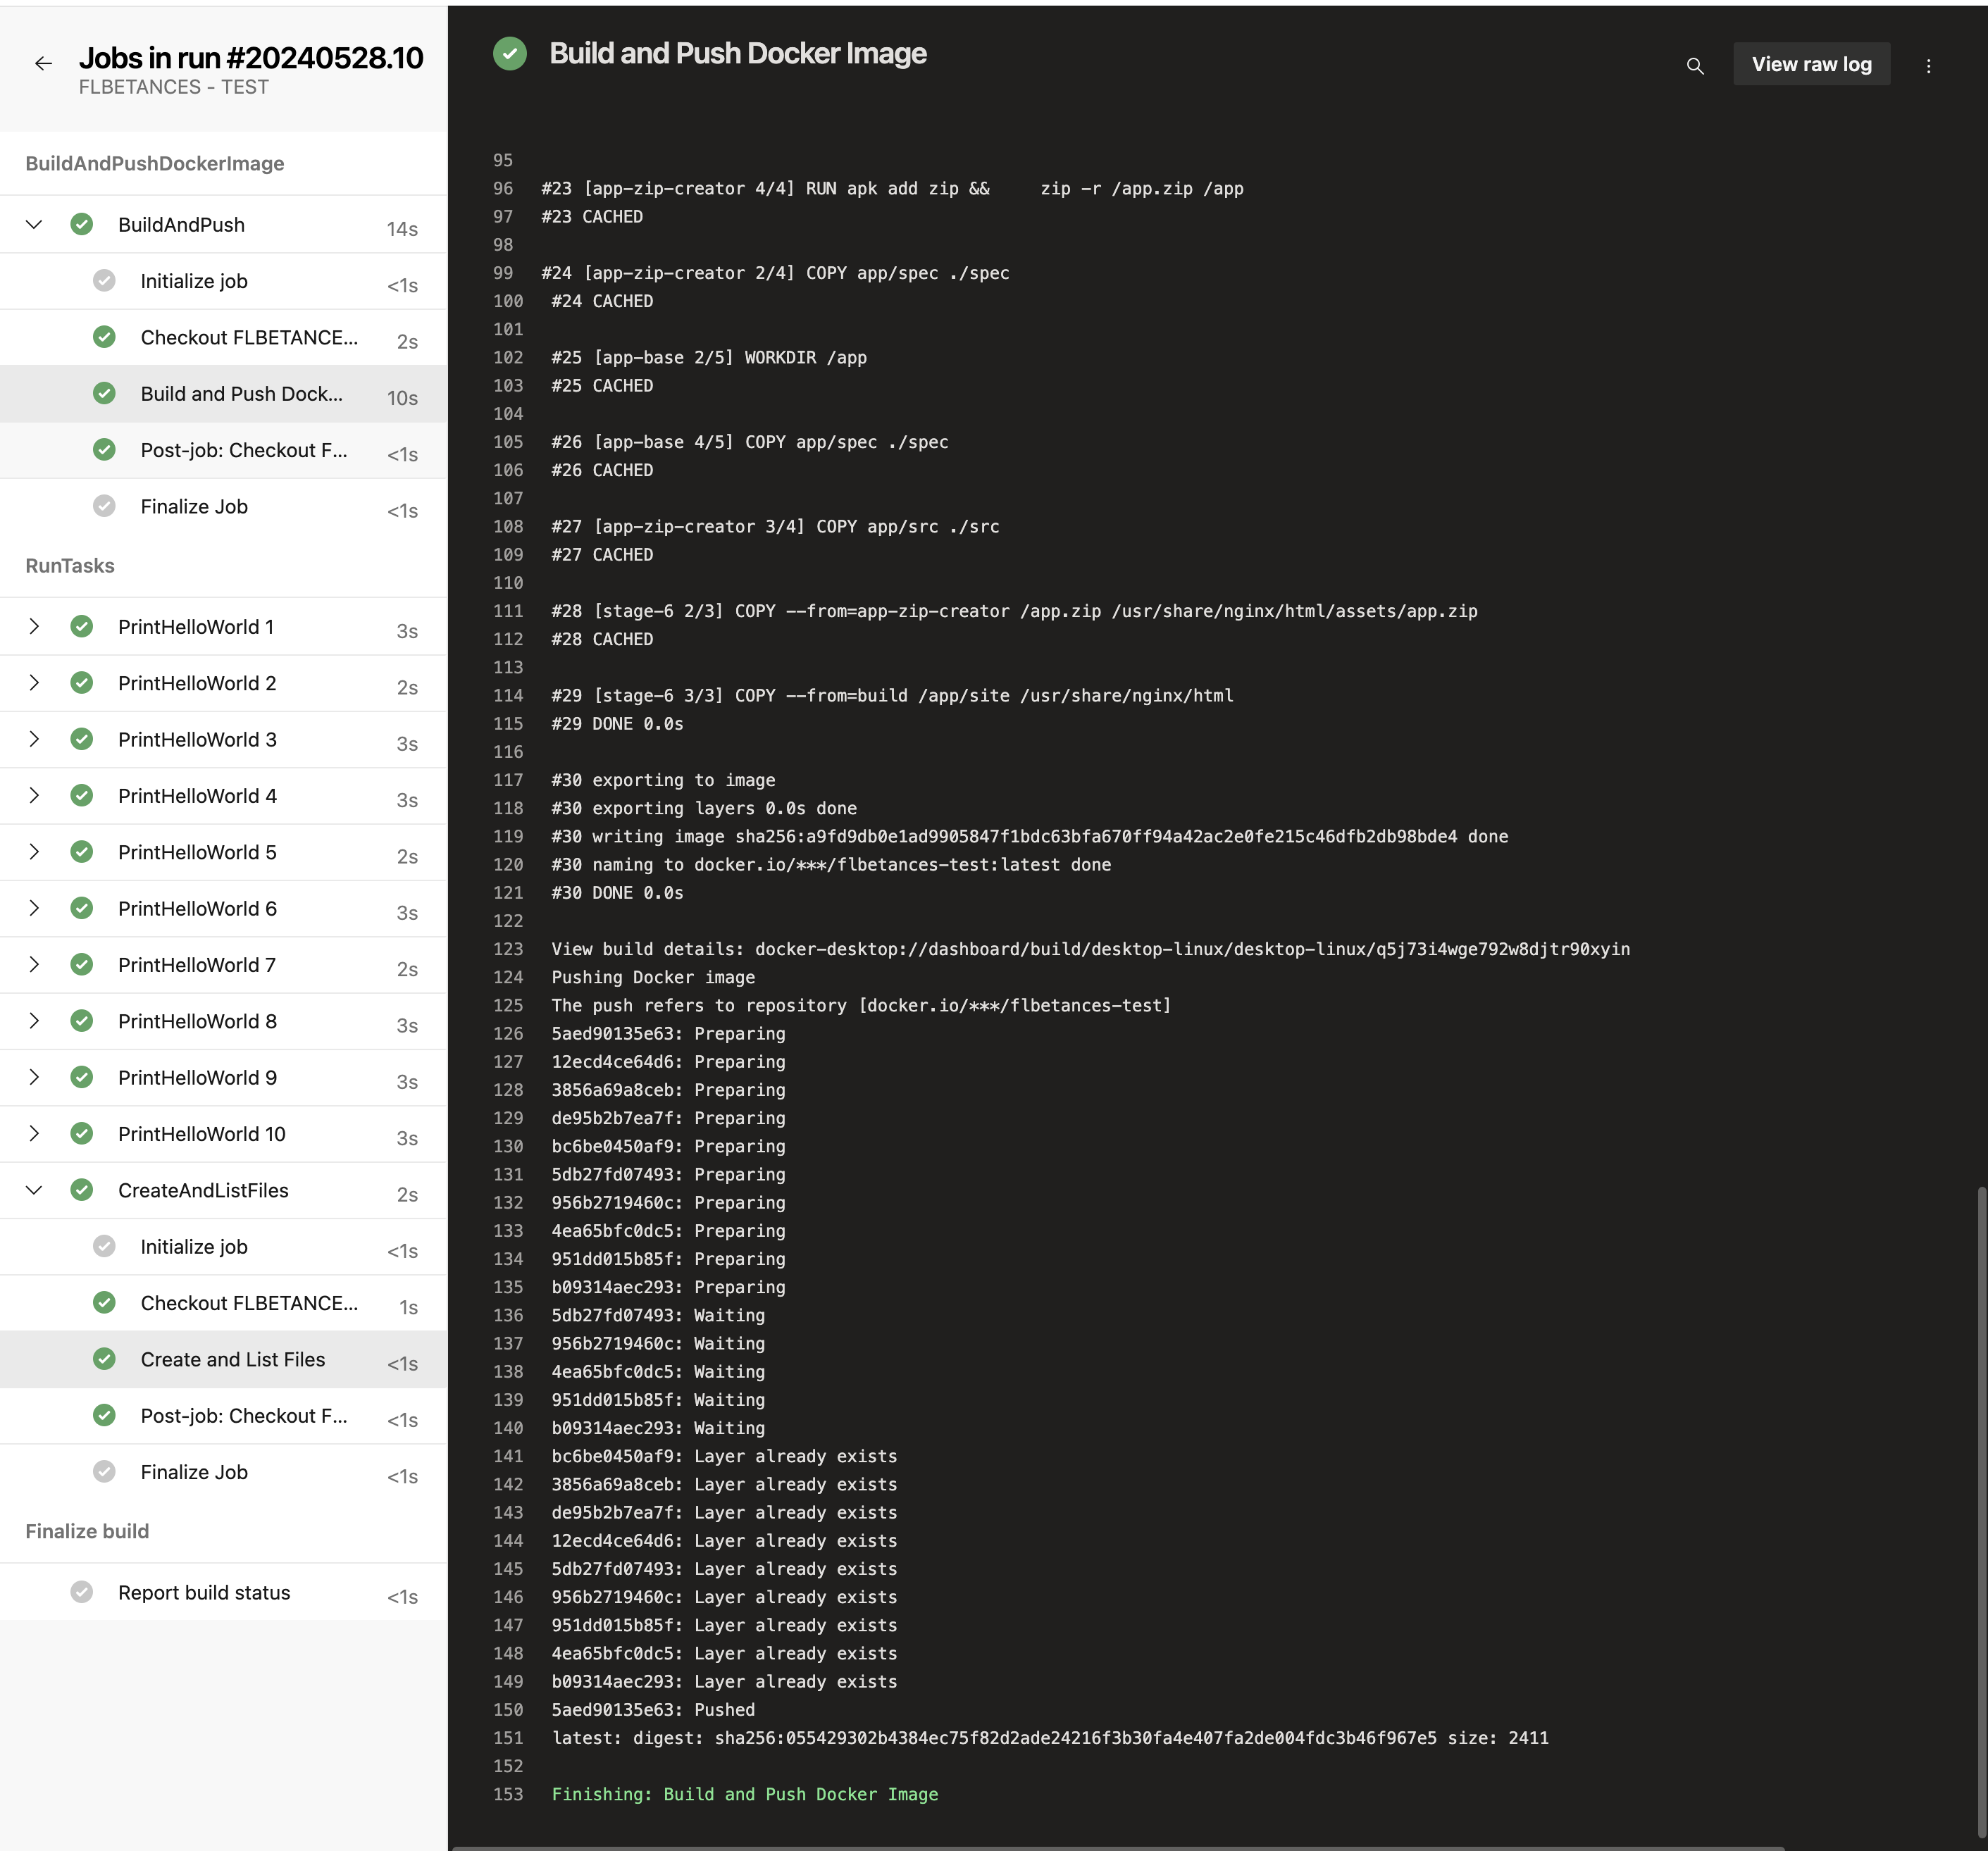 Jobs in run #20240528.10
FLBETANCES - TEST
BuildAndPushDockerImage
BuildAndPush 14s
Initialize job <1s
Checkout FLBETANCE... 2s
Build and Push Dock... 10s
Post-job: Checkout F... <1s
Finalize Job <1s
RunTasks
PrintHelloWorld 1 3s
PrintHelloWorld 2 2s
PrintHelloWorld 3 3s
PrintHelloWorld 4 3s
PrintHelloWorld 5 2s
PrintHelloWorld 6 3s
PrintHelloWorld 7 2s
PrintHelloWorld 8 3s
PrintHelloWorld 9 3s
PrintHelloWorld 10 3s
CreateAndListFiles 2s
Initialize job <1s
Checkout FLBETANCE... 1s
Create and List Files <1s
Post-job: Checkout F... <1s
Finalize Job <1s
Finalize build
Report build status <1s
Build and Push Docker Image
View raw log
95
96 #23 [app-zip-creator 4/4] RUN apk add zip &&     zip -r /app.zip /app
97 #23 CACHED
98
99 #24 [app-zip-creator 2/4] COPY app/spec ./spec
100 #24 CACHED
101
102 #25 [app-base 2/5] WORKDIR /app
103 #25 CACHED
104
105 #26 [app-base 4/5] COPY app/spec ./spec
106 #26 CACHED
107
108 #27 [app-zip-creator 3/4] COPY app/src ./src
109 #27 CACHED
110
111 #28 [stage-6 2/3] COPY --from=app-zip-creator /app.zip /usr/share/nginx/html/assets/app.zip
112 #28 CACHED
113
114 #29 [stage-6 3/3] COPY --from=build /app/site /usr/share/nginx/html
115 #29 DONE 0.0s
116
117 #30 exporting to image
118 #30 exporting layers 0.0s done
119 #30 writing image sha256:a9fd9db0e1ad9905847f1bdc63bfa670ff94a42ac2e0fe215c46dfb2db98bde4 done
120 #30 naming to docker.io/***/flbetances-test:latest done
121 #30 DONE 0.0s
122
123 View build details: docker-desktop://dashboard/build/desktop-linux/desktop-linux/q5j73i4wge792w8djtr90xyin
124 Pushing Docker image
125 The push refers to repository [docker.io/***/flbetances-test]
126 5aed90135e63: Preparing
127 12ecd4ce64d6: Preparing
128 3856a69a8ceb: Preparing
129 de95b2b7ea7f: Preparing
130 bc6be0450af9: Preparing
131 5db27fd07493: Preparing
132 956b2719460c: Preparing
133 4ea65bfc0dc5: Preparing
134 951dd015b85f: Preparing
135 b09314aec293: Preparing
136 5db27fd07493: Waiting
137 956b2719460c: Waiting
138 4ea65bfc0dc5: Waiting
139 951dd015b85f: Waiting
140 b09314aec293: Waiting
141 bc6be0450af9: Layer already exists
142 3856a69a8ceb: Layer already exists
143 de95b2b7ea7f: Layer already exists
144 12ecd4ce64d6: Layer already exists
145 5db27fd07493: Layer already exists
146 956b2719460c: Layer already exists
147 951dd015b85f: Layer already exists
148 4ea65bfc0dc5: Layer already exists
149 b09314aec293: Layer already exists
150 5aed90135e63: Pushed
151 latest: digest: sha256:055429302b4384ec75f82d2ade24216f3b30fa4e407fa2de004fdc3b46f967e5 size: 2411
152
153 Finishing: Build and Push Docker Image